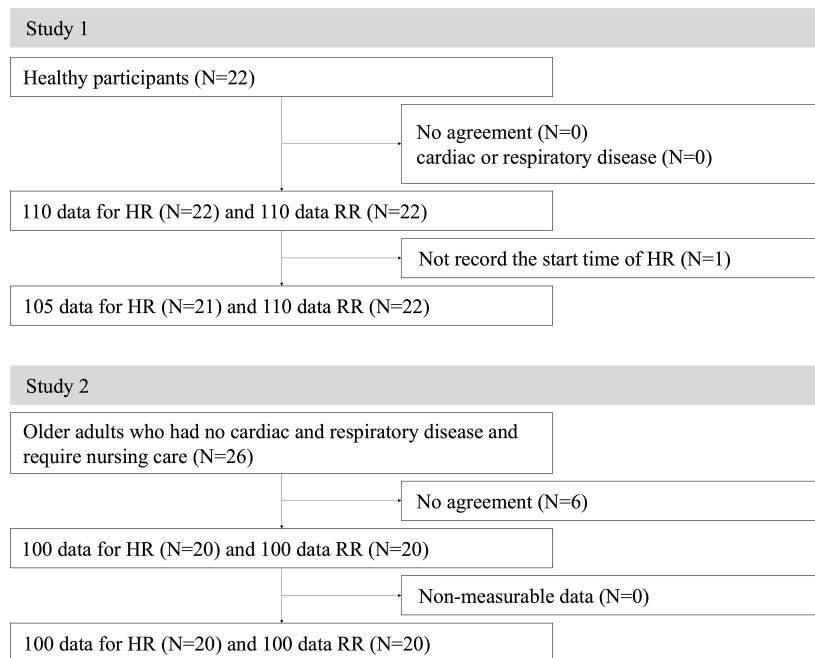 Study 1
Healthy participants (N=22)
No agreement (N=0)
cardiac or respiratory disease (N=0)
110 data for HR (N=22) and 110 data RR (N=22)
Not record the start time of HR (N=1)
105 data for HR (N=21) and 110 data RR (N=22)
Study 2
Older adults who had no cardiac and respiratory disease and
require nursing care (N=26)
No agreement (N=6)
100 data for HR (N=20) and 100 data RR (N=20)
Non-measurable data (N=0)
100 data for HR (N=20) and 100 data RR (N=20)